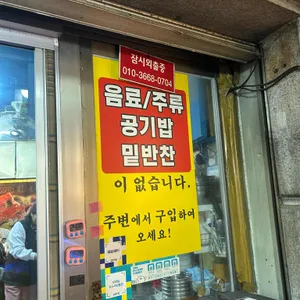 잠시외출중
010-3668-0704
음료/주류
공기밥
밑반찬
이 없습니다.
주변에서 구입하여
오세요!